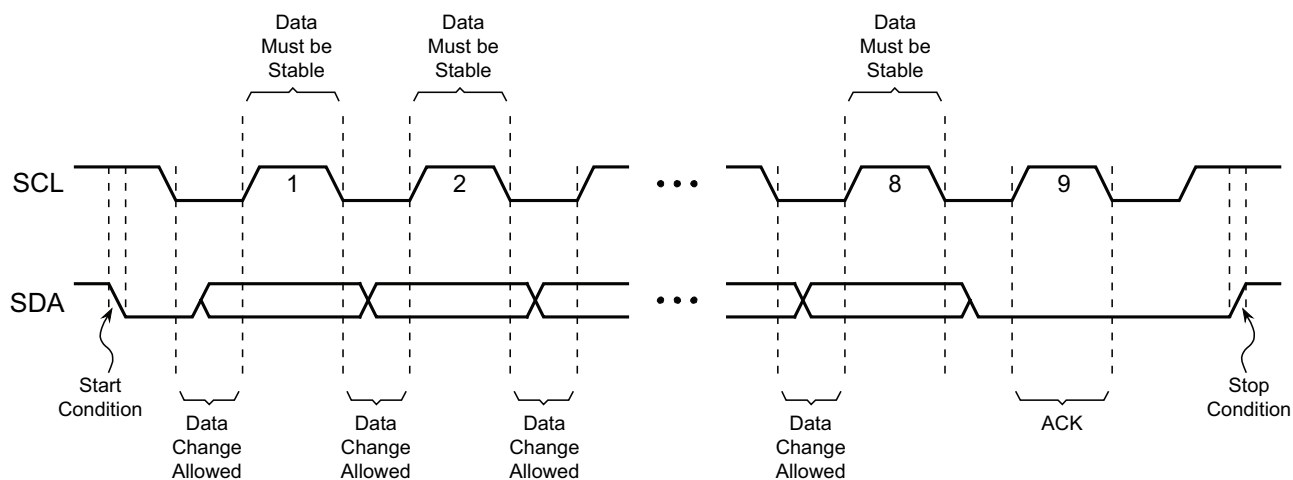 Data
Must be
Stable
Data
Must be
Stable
Data
Must be
Stable
SCL
1
2
•••
8
9
SDA
•••
Start
Condition
Data
Change
Allowed
Data
Change
Allowed
Data
Change
Allowed
Data
Change
Allowed
ACK
Stop
Condition